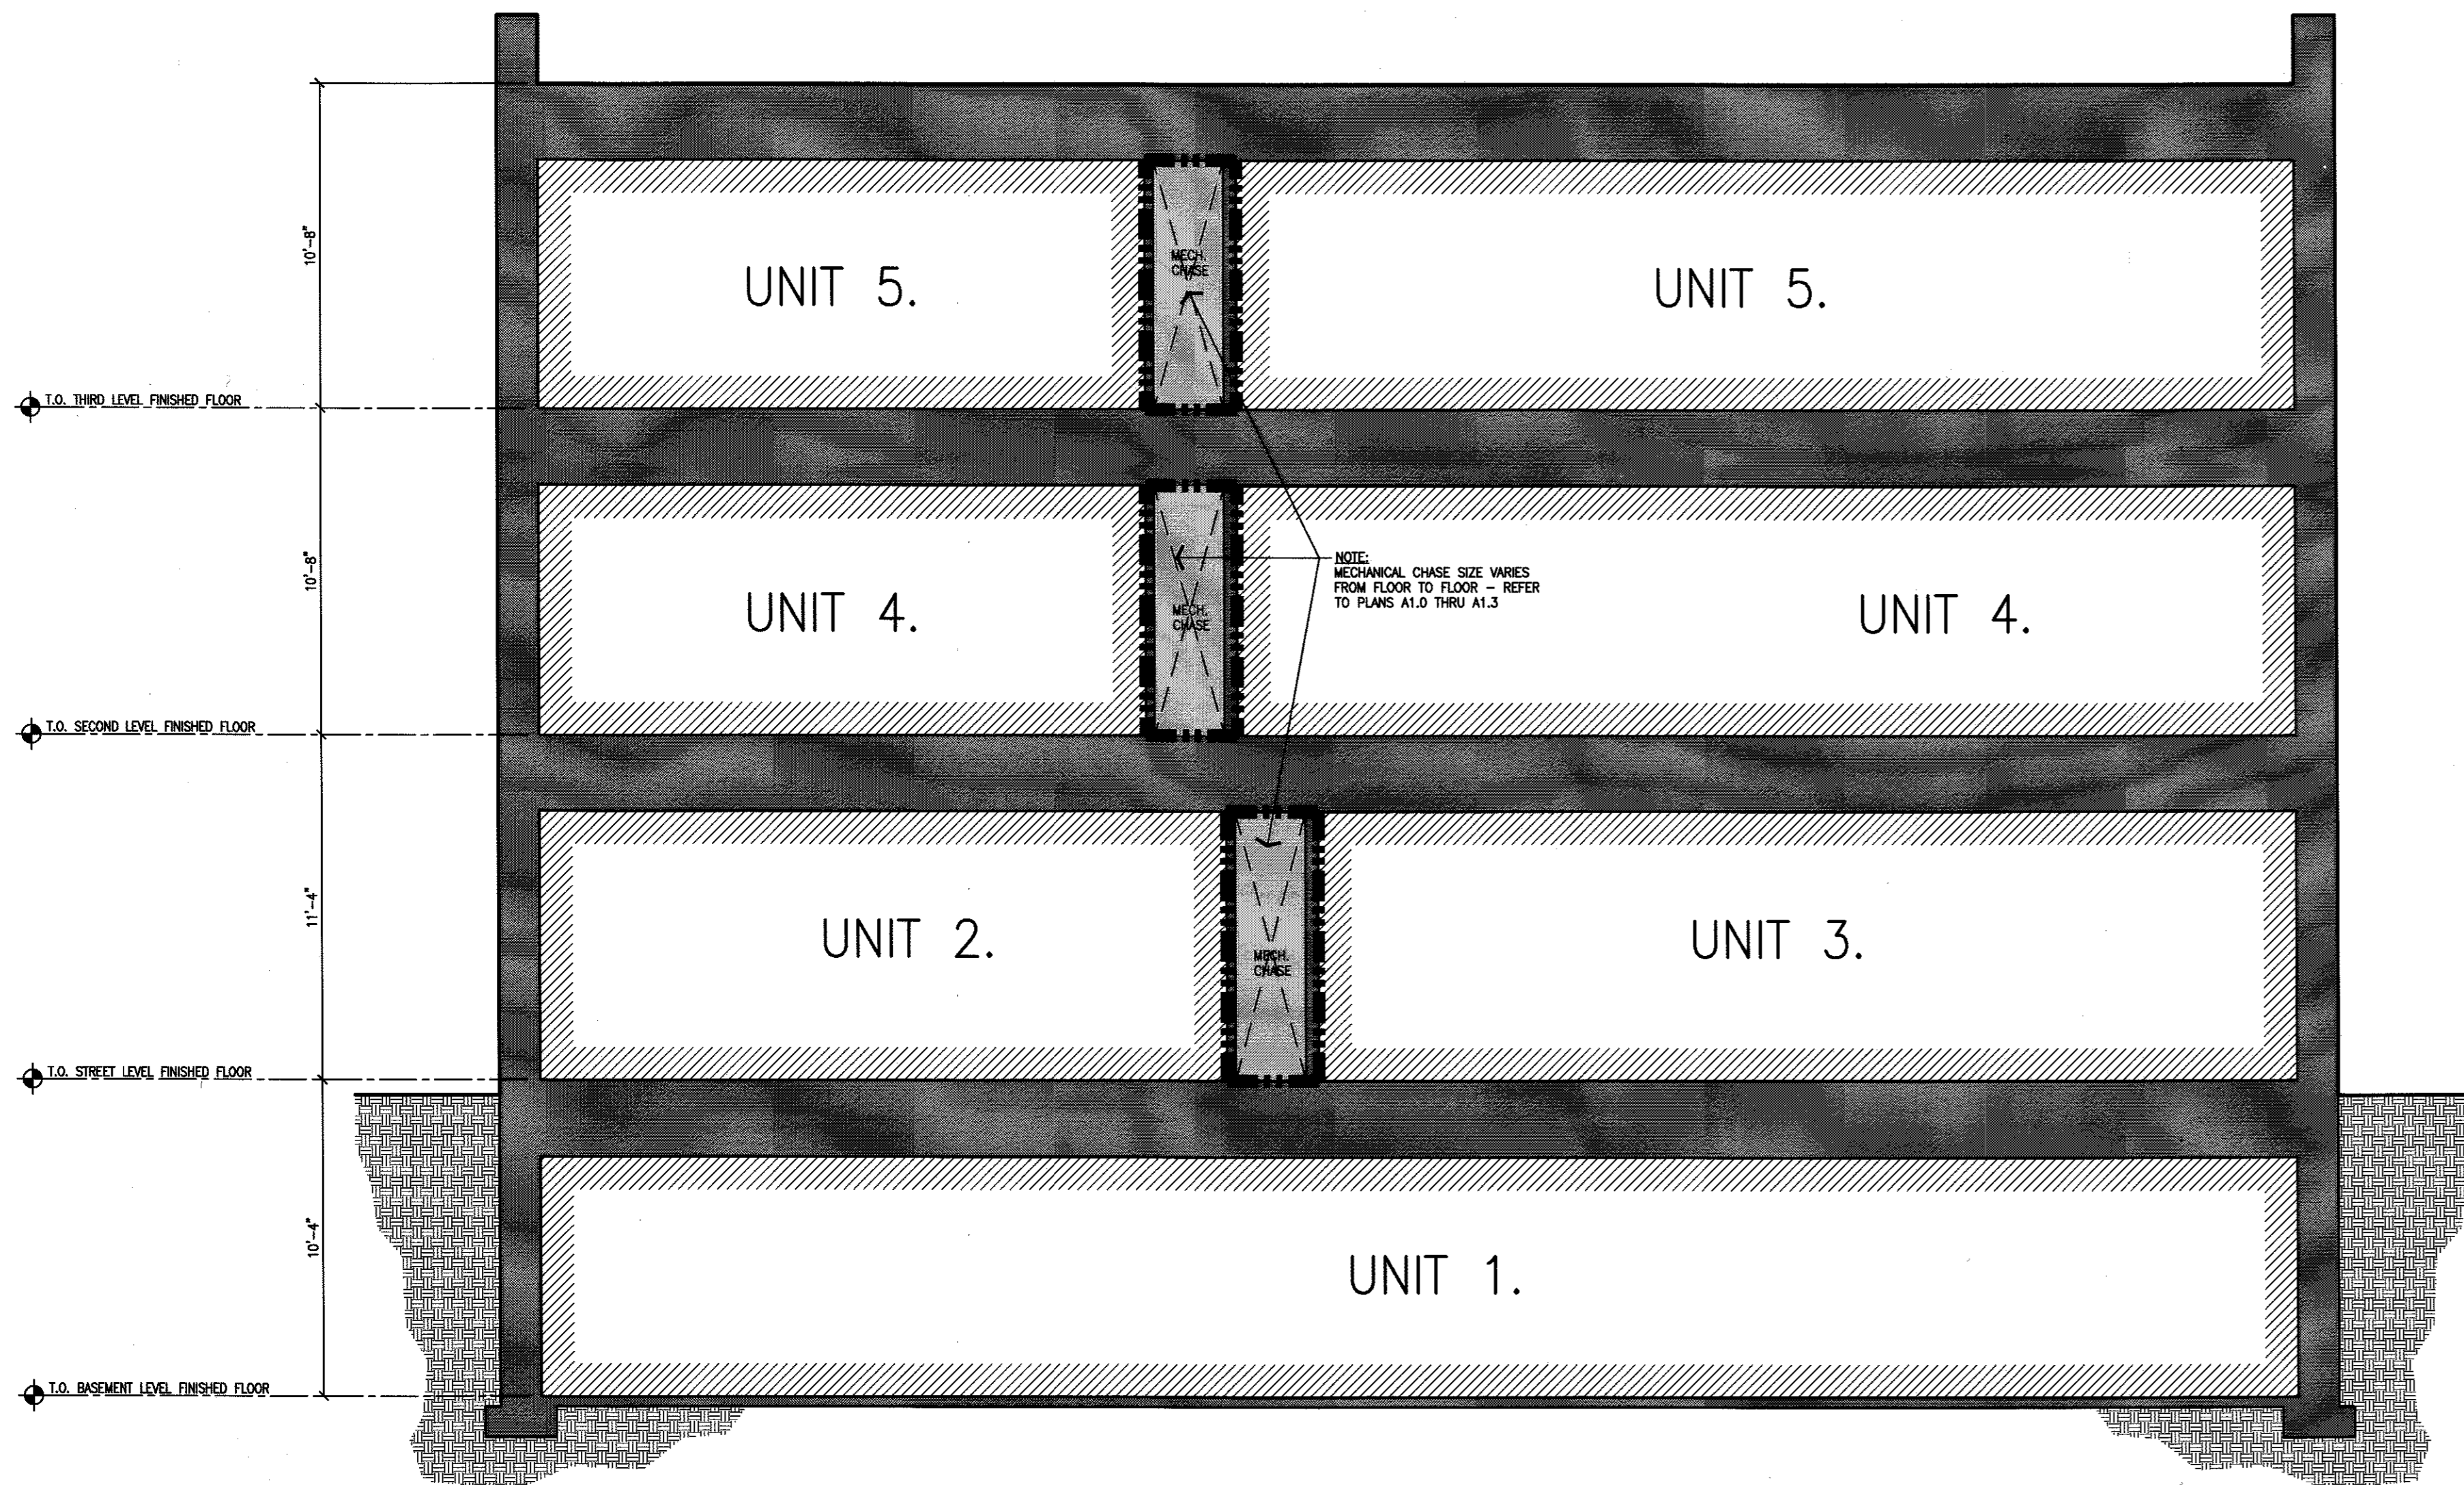 10'-8"
UNIT 5.
MECH.
CHASE
UNIT 5.
T.O. THIRD LEVEL FINISHED FLOOR
10'-8"
UNIT 4.
MECH.
CHASE
NOTE:
MECHANICAL CHASE SIZE VARIES
FROM FLOOR TO FLOOR – REFER
TO PLANS A1.0 THRU A1.3
UNIT 4.
T.O. SECOND LEVEL FINISHED FLOOR
11'-4"
UNIT 2.
MECH.
CHASE
UNIT 3.
T.O. STREET LEVEL FINISHED FLOOR
10'-4"
UNIT 1.
T.O. BASEMENT LEVEL FINISHED FLOOR